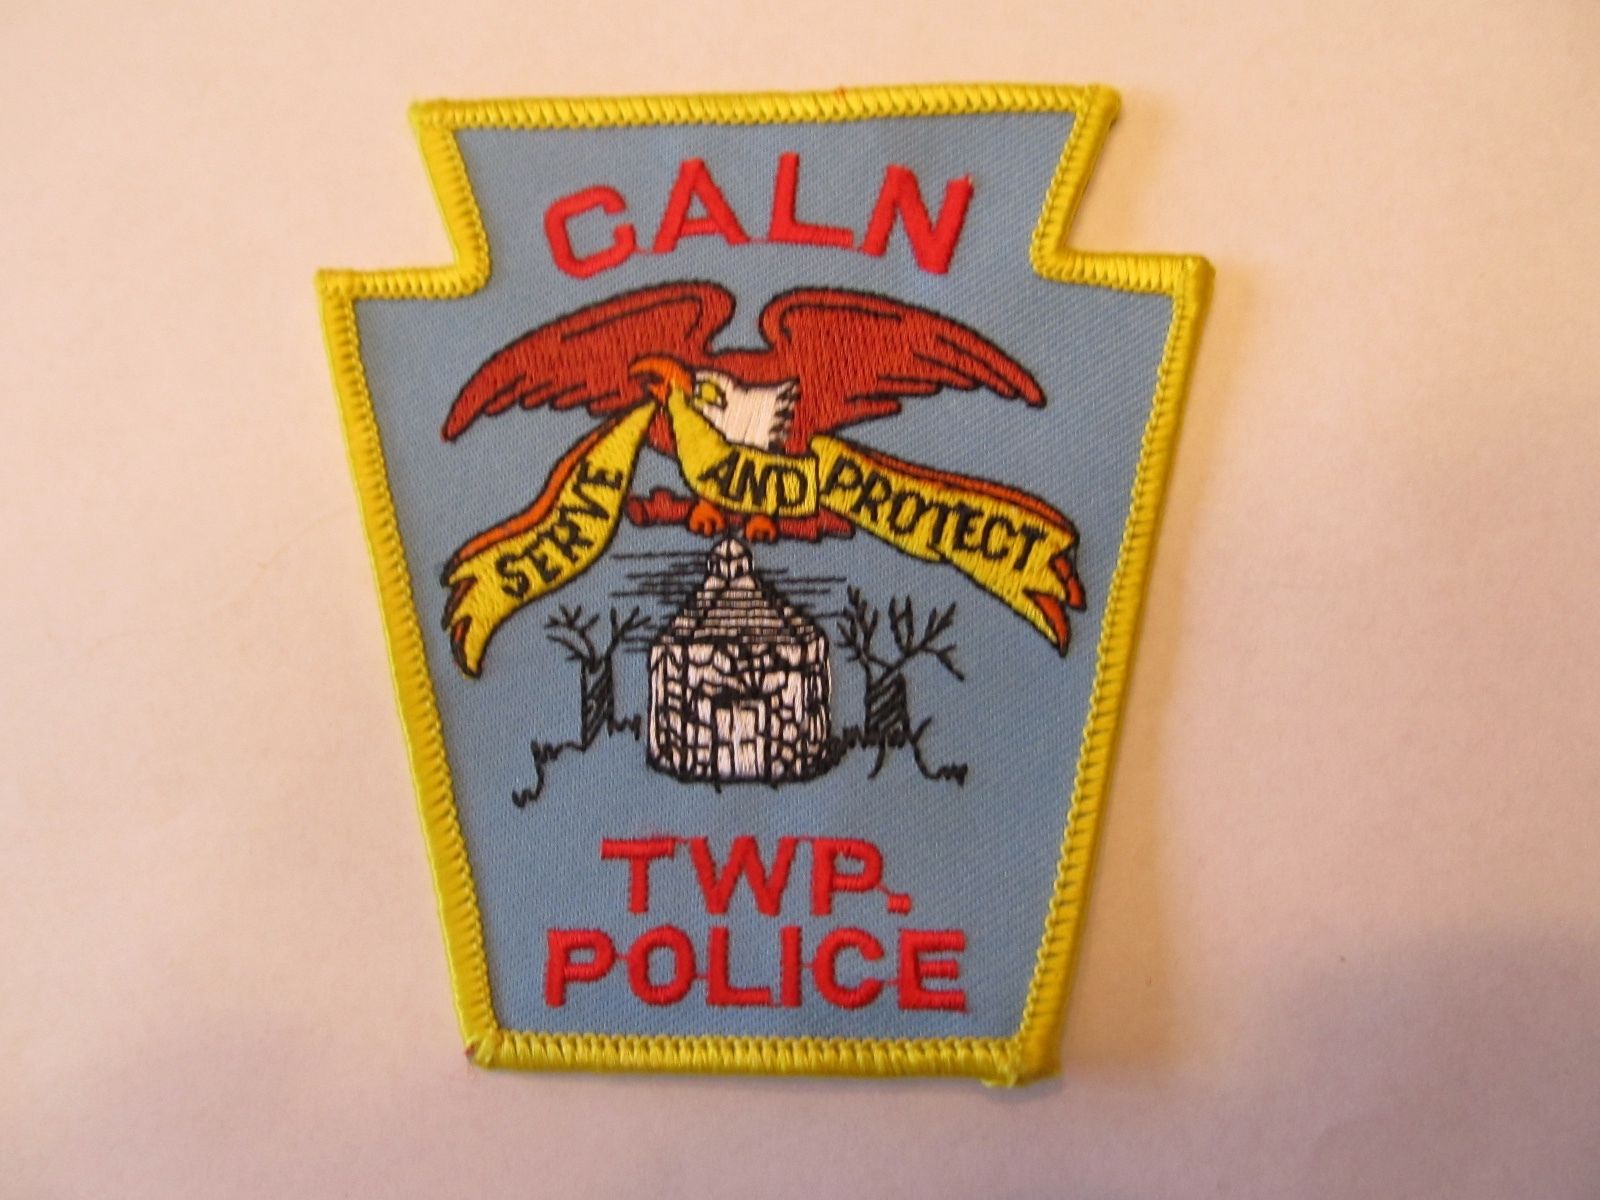 CALN
SERVE AND PROTECT
TWP.
POLICE